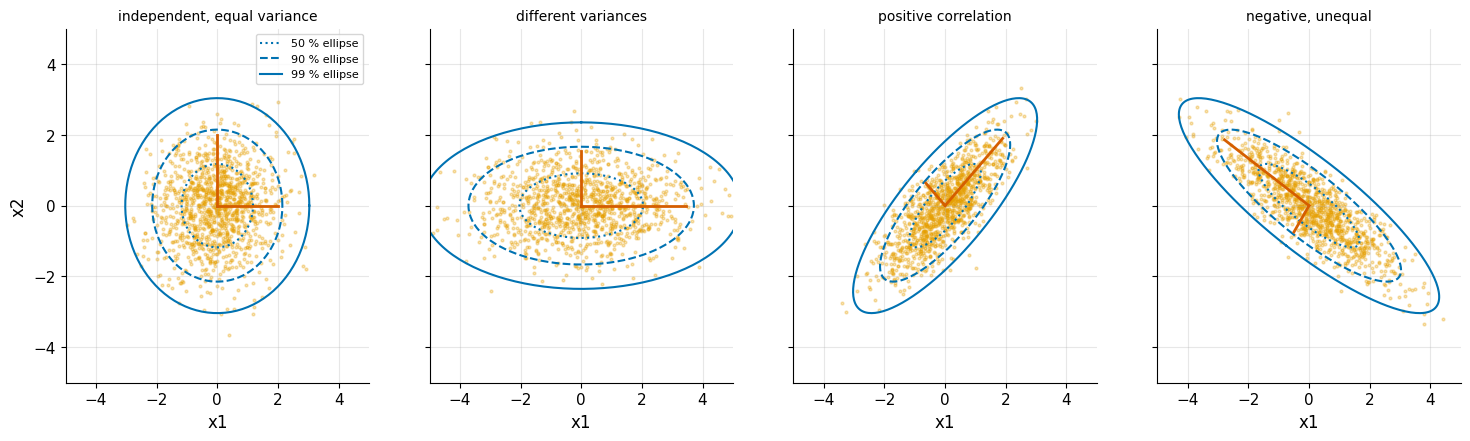 independent, equal variance
different variances
positive correlation
negative, unequal
50 % ellipse
90 % ellipse
99 % ellipse
4
2
0
−2
−4
x2
−4 −2 0 2 4
−4 −2 0 2 4
−4 −2 0 2 4
−4 −2 0 2 4
x1
x1
x1
x1